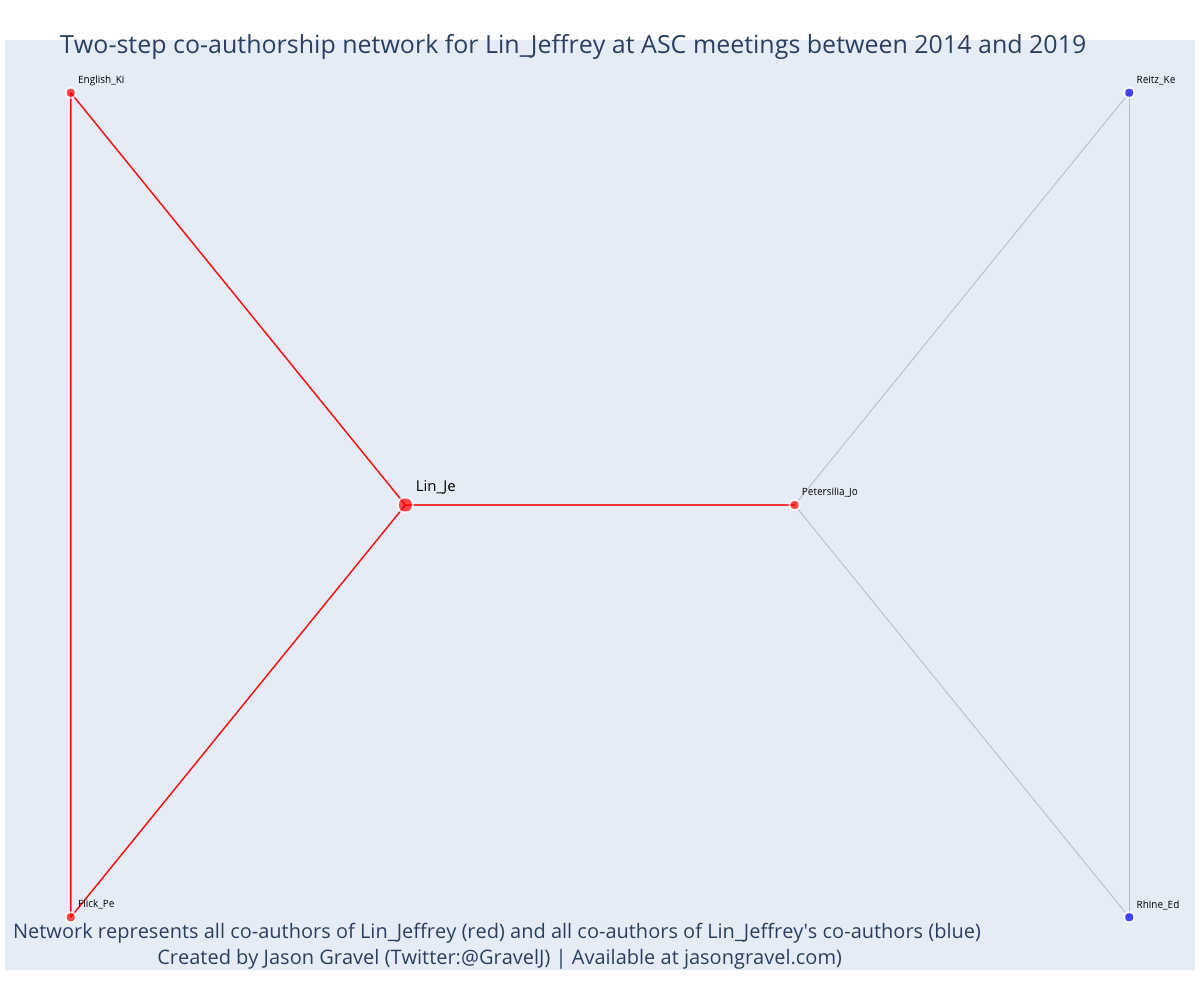 Two-step co-authorship network for Lin_Jeffrey at ASC meetings between 2014 and 2019
English_Ki
Reitz_Ke
Lin_Je
Petersilia_Jo
Flick_Pe
Rhine_Ed
Network represents all co-authors of Lin_Jeffrey (red) and all co-authors of Lin_Jeffrey's co-authors (blue)
Created by Jason Gravel (Twitter:@GravelJ) | Available at jasongravel.com)